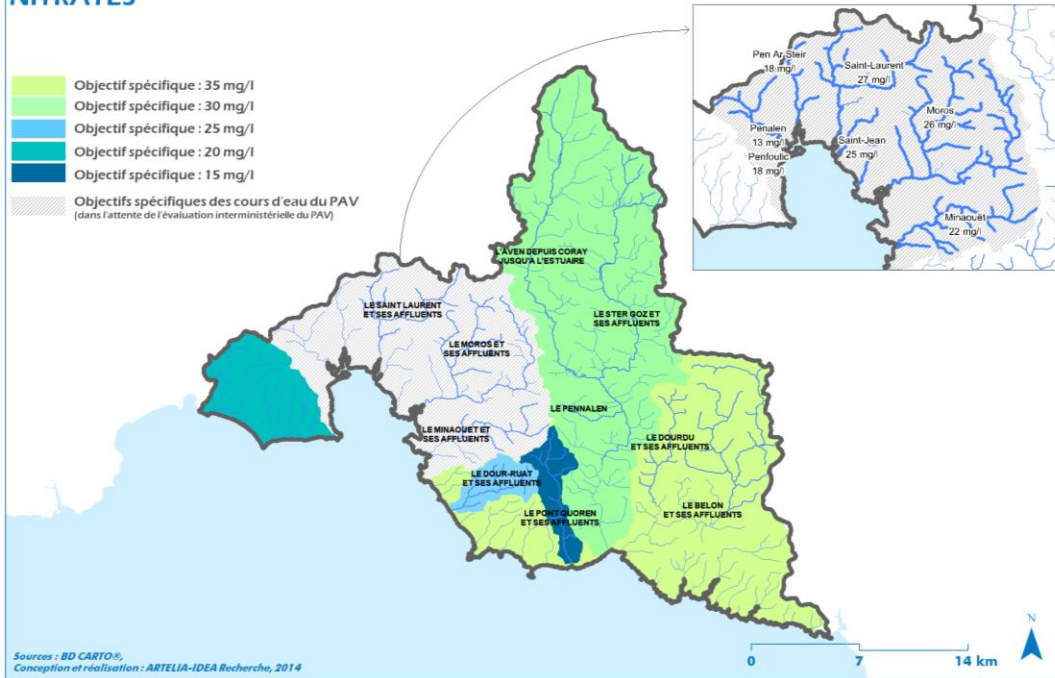 NITRATES
Objectif spécifique : 35 mg/l
Objectif spécifique : 30 mg/l
Objectif spécifique : 25 mg/l
Objectif spécifique : 20 mg/l
Objectif spécifique : 15 mg/l
Objectifs spécifiques des cours d'eau du PAV
(dans l'attente de l'évaluation interministérielle du PAV)
Pen Ar Steir
18 mg/l
Saint-Laurent
27 mg/l
Moros
26 mg/l
Penalen
13 mg/l
Penfoulic
18 mg/l
Saint-Jean
25 mg/l
Minaouët
22 mg/l
L'AVEN DEPUIS CORAY
JUSQU'A L'ESTUAIRE
LE SAINT LAURENT
ET SES AFFLUENTS
LE STER GOZ ET
SES AFFLUENTS
LE MOROS ET
SES AFFLUENTS
LE PENNALEN
LE MINAOUET ET
SES AFFLUENTS
LE DOURDU
ET SES AFFLUENTS
LE DOUR-RUAT
ET SES AFFLUENTS
LE BELON
ET SES AFFLUENTS
LE PONT QUOREN
ET SES AFFLUENTS
N
0 7 14 km
Sources : BD CARTO®,
Conception et réalisation : ARTELIA-IDEA Recherche, 2014